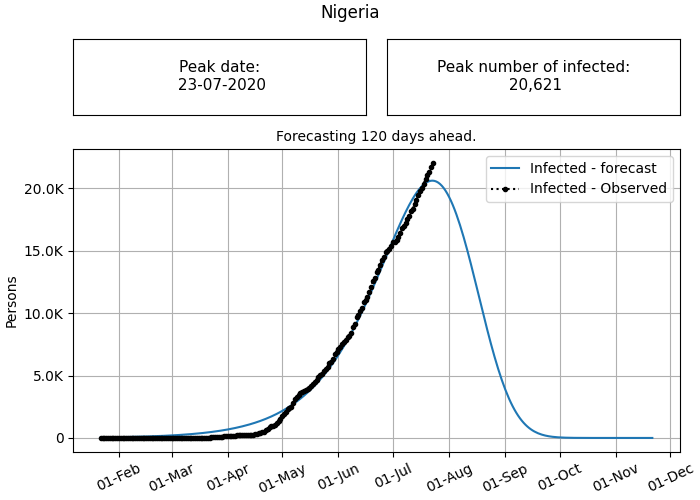 Nigeria
Peak date:
23-07-2020
Peak number of infected:
20,621
Forecasting 120 days ahead.
Infected - forecast
Infected - Observed
20.0K
15.0K
10.0K
5.0K
0
Persons
01-Feb
01-Mar
01-Apr
01-May
01-Jun
01-Jul
01-Aug
01-Sep
01-Oct
01-Nov
01-Dec